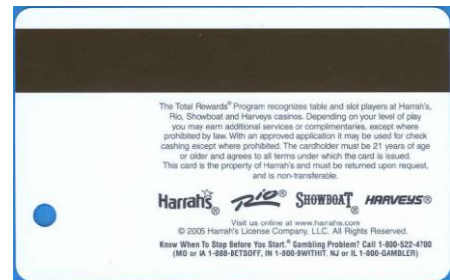 The Total Rewards® Program recognizes table and slot players at Harrah's,
Rio, Showboat and Harveys casinos. Depending on your level of play
you may earn additional services or complimentaries, except where
prohibited by law. With an approved application it may be used for check
cashing except where prohibited. The cardholder must be 21 years of age
or older and agrees to all terms under which the card is issued.
This card is the property of Harrah's and must be returned upon request,
and is non-transferable.
Harrah's® Rio® SHOWBOAT® HARVEYS®
Visit us online at www.harrahs.com
© 2005 Harrah's License Company, LLC. All Rights Reserved.
Know When To Stop Before You Start.® Gambling Problem? Call 1-800-522-4700
(MO or IA 1-888-BETSOFF, IN 1-800-9WITHIT, NJ or IL 1-800-GAMBLER)